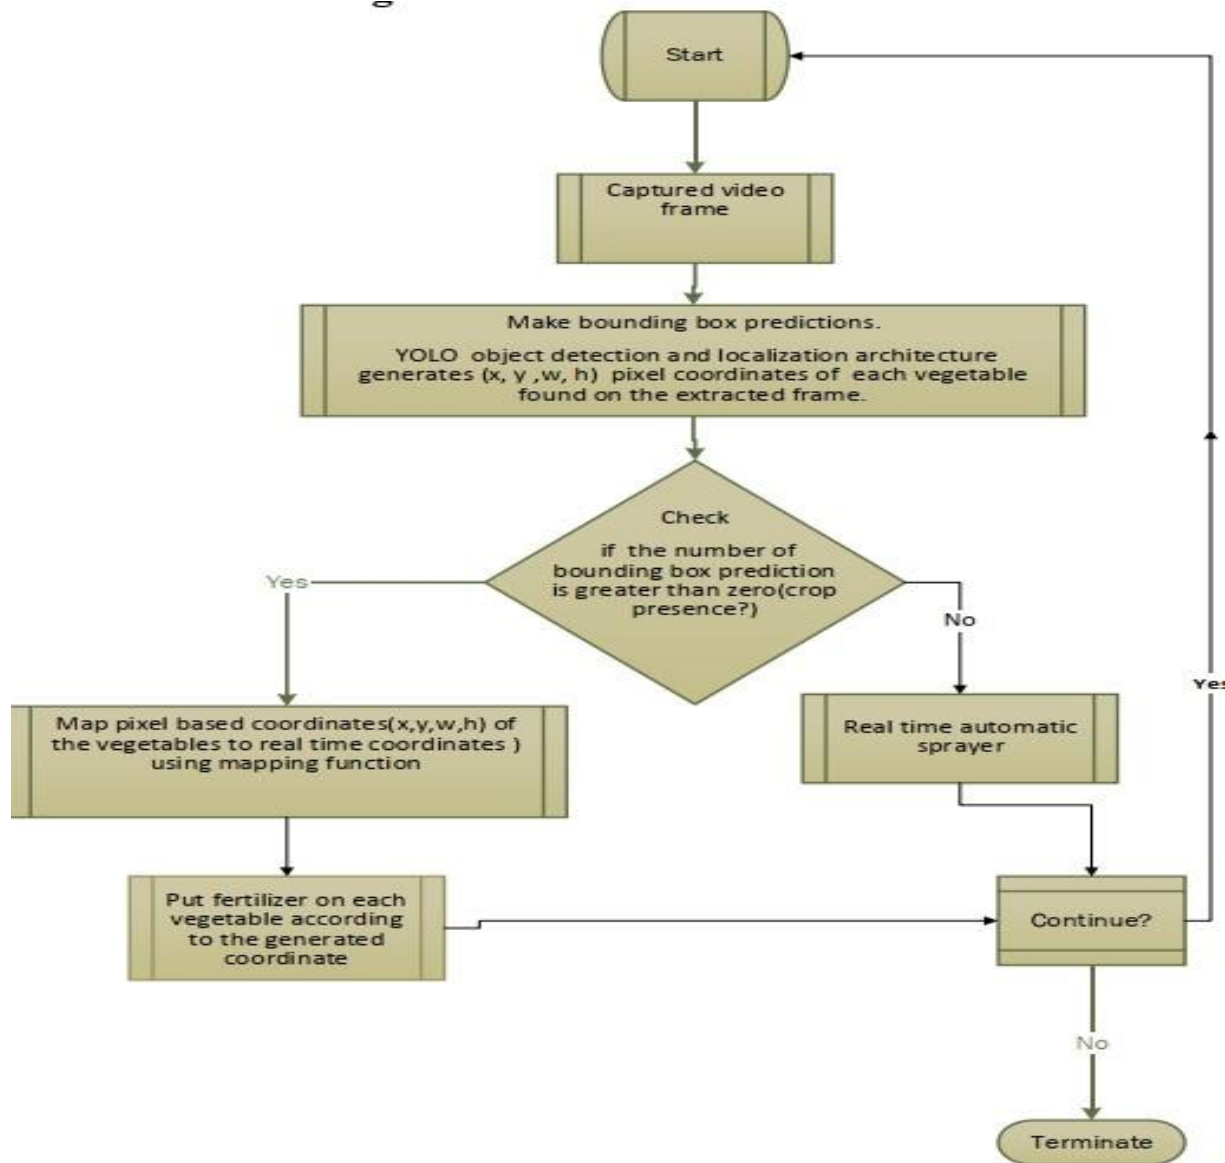 Start
Captured video
frame
Make bounding box predictions.
YOLO object detection and localization architecture
generates (x, y ,w, h) pixel coordinates of each vegetable
found on the extracted frame.
Check
if the number of
bounding box prediction
is greater than zero(crop
presence?)
Yes
No
Yes
Map pixel based coordinates(x,y,w,h) of
the vegetables to real time coordinates )
using mapping function
Real time automatic
sprayer
Put fertilizer on each
vegetable according
to the generated
coordinate
Continue?
No
Terminate